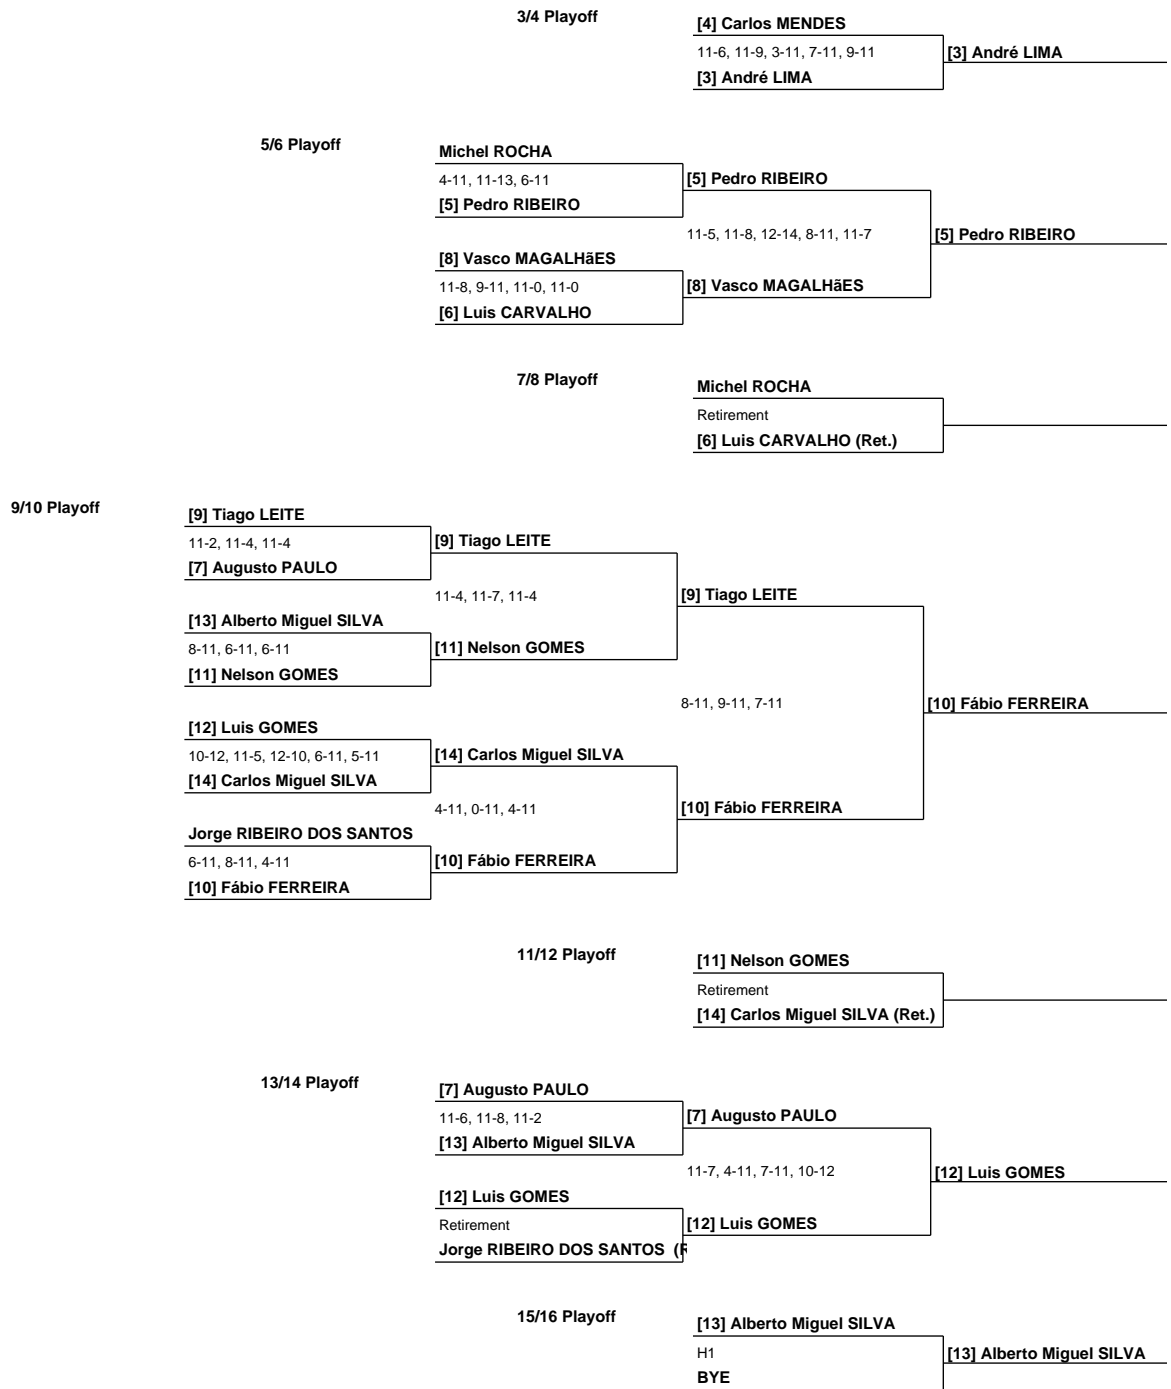 3/4 Playoff
[4] Carlos MENDES
11-6, 11-9, 3-11, 7-11, 9-11
[3] André LIMA
[3] André LIMA
5/6 Playoff
Michel ROCHA
4-11, 11-13, 6-11
[5] Pedro RIBEIRO
[5] Pedro RIBEIRO
11-5, 11-8, 12-14, 8-11, 11-7
[5] Pedro RIBEIRO
[8] Vasco MAGALHãES
11-8, 9-11, 11-0, 11-0
[8] Vasco MAGALHãES
[6] Luis CARVALHO
7/8 Playoff
Michel ROCHA
Retirement
[6] Luis CARVALHO (Ret.)
9/10 Playoff
[9] Tiago LEITE
11-2, 11-4, 11-4
[9] Tiago LEITE
[7] Augusto PAULO
11-4, 11-7, 11-4
[9] Tiago LEITE
[13] Alberto Miguel SILVA
8-11, 6-11, 6-11
[11] Nelson GOMES
[11] Nelson GOMES
8-11, 9-11, 7-11
[10] Fábio FERREIRA
[12] Luis GOMES
10-12, 11-5, 12-10, 6-11, 5-11
[14] Carlos Miguel SILVA
[14] Carlos Miguel SILVA
4-11, 0-11, 4-11
[10] Fábio FERREIRA
Jorge RIBEIRO DOS SANTOS
6-11, 8-11, 4-11
[10] Fábio FERREIRA
[10] Fábio FERREIRA
11/12 Playoff
[11] Nelson GOMES
Retirement
[14] Carlos Miguel SILVA (Ret.)
13/14 Playoff
[7] Augusto PAULO
11-6, 11-8, 11-2
[7] Augusto PAULO
[13] Alberto Miguel SILVA
11-7, 4-11, 7-11, 10-12
[12] Luis GOMES
[12] Luis GOMES
Retirement
[12] Luis GOMES
Jorge RIBEIRO DOS SANTOS
15/16 Playoff
[13] Alberto Miguel SILVA
H1
[13] Alberto Miguel SILVA
BYE